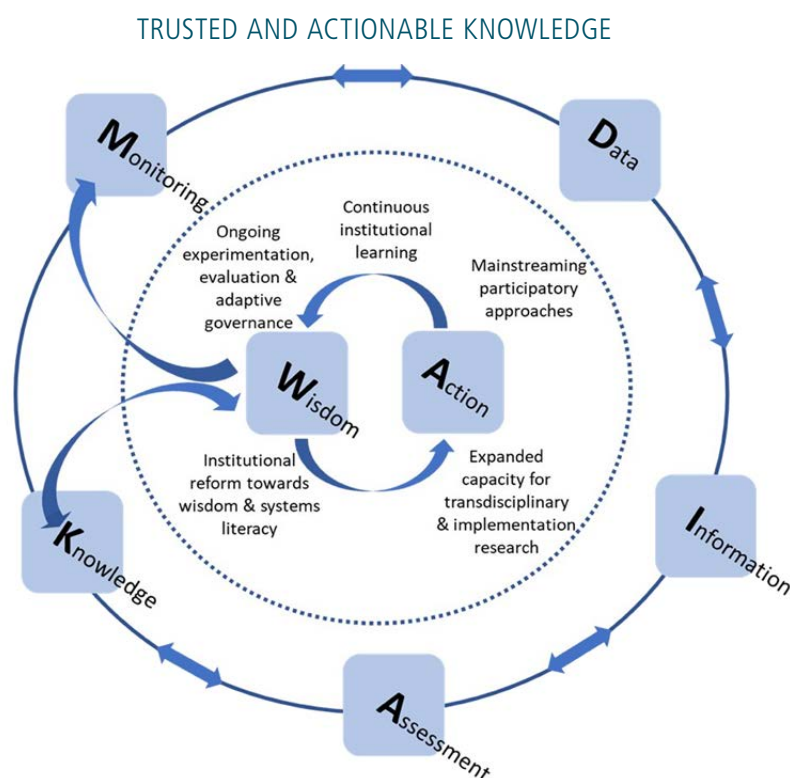 TRUSTED AND ACTIONABLE KNOWLEDGE
Monitoring
Data
Ongoing
experimentation,
evaluation &
adaptive
governance
Continuous
institutional
learning
Mainstreaming
participatory
approaches
Wisdom
Action
Institutional
reform towards
wisdom & systems
literacy
Expanded
capacity for
transdisciplinary
& implementation
research
Knowledge
Information
Assessment